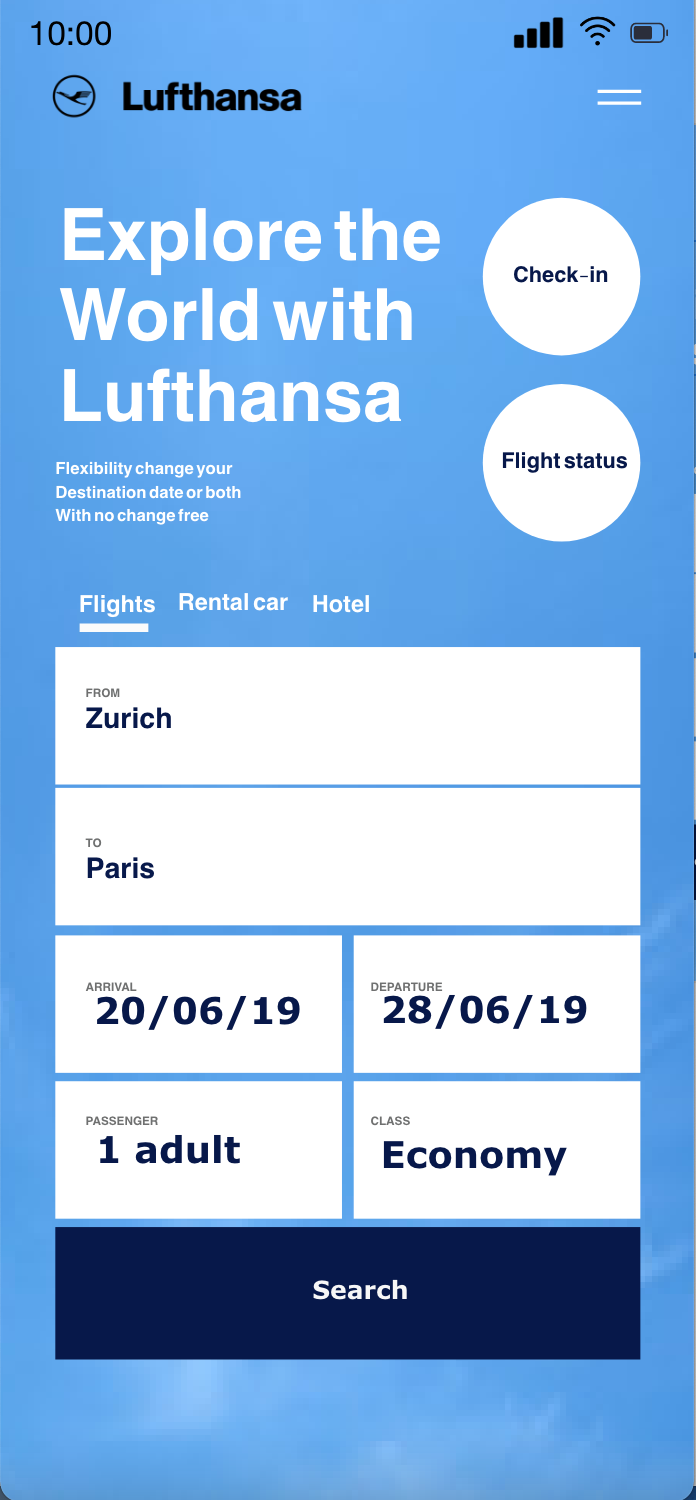 10:00
Lufthansa
Explore the
World with
Lufthansa
Check-in
Flight status
Flexibility change your
Destination date or both
With no change free
Flights Rental car Hotel
FROM
Zurich
TO
Paris
ARRIVAL
20/06/19
DEPARTURE
28/06/19
PASSENGER
1 adult
CLASS
Economy
Search